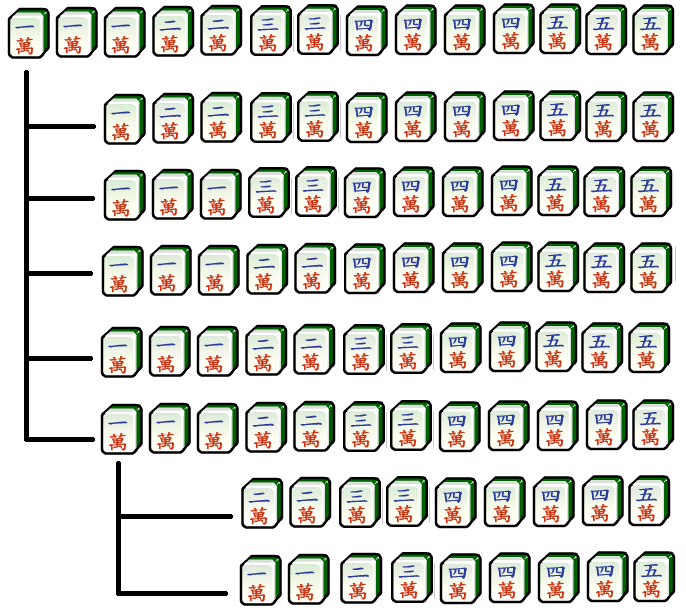 一 一 一 二 二 三 三 四 四 四 四 五 五 五
萬 萬 萬 萬 萬 萬 萬 萬 萬 萬 萬 萬 萬 萬
一 二 二 三 三 四 四 四 四 五 五 五
萬 萬 萬 萬 萬 萬 萬 萬 萬 萬 萬 萬
一 一 一 三 三 四 四 四 四 五 五 五
萬 萬 萬 萬 萬 萬 萬 萬 萬 萬 萬 萬
一 一 一 二 二 四 四 四 四 五 五 五
萬 萬 萬 萬 萬 萬 萬 萬 萬 萬 萬 萬
一 一 一 二 二 三 三 四 四 五 五 五
萬 萬 萬 萬 萬 萬 萬 萬 萬 萬 萬 萬
一 一 一 二 二 三 三 四 四 四 四 五
萬 萬 萬 萬 萬 萬 萬 萬 萬 萬 萬 萬
二 二 三 三 四 四 四 四 五
萬 萬 萬 萬 萬 萬 萬 萬 萬
一 一 二 三 四 四 四 四 五
萬 萬 萬 萬 萬 萬 萬 萬 萬